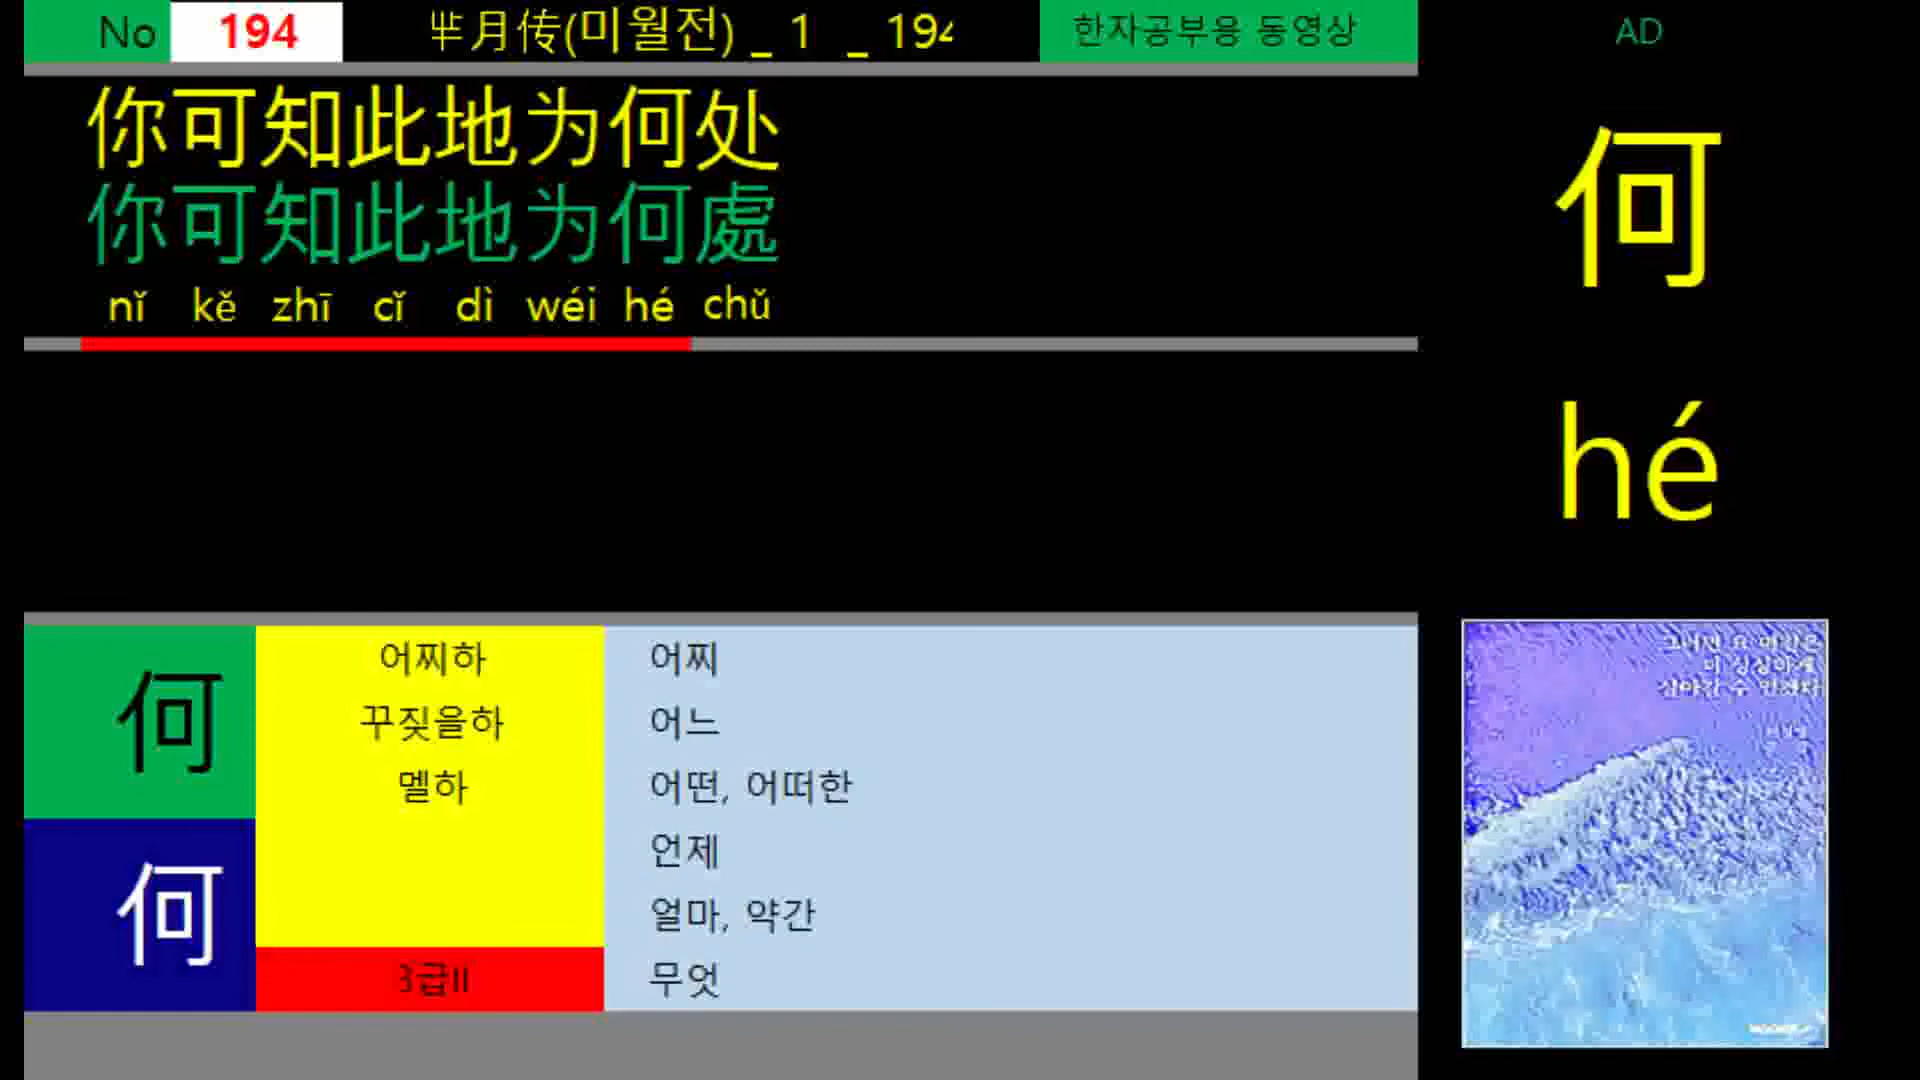 No 194 芈月传(미월전) _ 1 _ 194 한자공부용 동영상 AD
你可知此地为何处
你可知此地为何處
nǐ kě zhī cǐ dì wéi hé chǔ
何
hé
何
何
어찌하
꾸짖을하
멜하
3급II
어찌
어느
어떤, 어떠한
언제
얼마, 약간
무엇